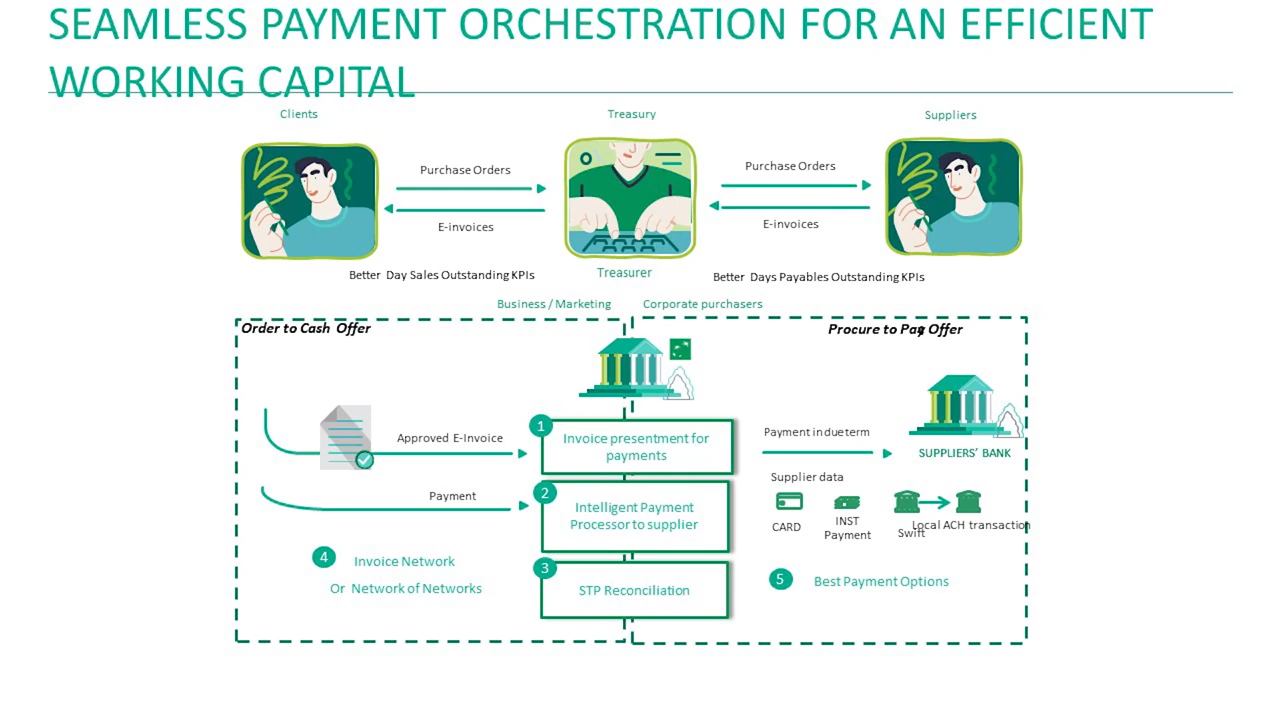 SEAMLESS PAYMENT ORCHESTRATION FOR AN EFFICIENT
WORKING CAPITAL
Clients
Treasury
Suppliers
Purchase Orders
E-invoices
Purchase Orders
E-invoices
Better Day Sales Outstanding KPIs
Treasurer
Better Days Payables Outstanding KPIs
Business / Marketing
Corporate purchasers
Order to Cash Offer
Procure to Pay Offer
Approved E-Invoice
1
Invoice presentment for
payments
Payment in due term
SUPPLIERS' BANK
Payment
2
Intelligent Payment
Processor to supplier
Supplier data
CARD
INST
Payment
Swift
Local ACH transaction
4
Invoice Network
Or Network of Networks
3
STP Reconciliation
5
Best Payment Options